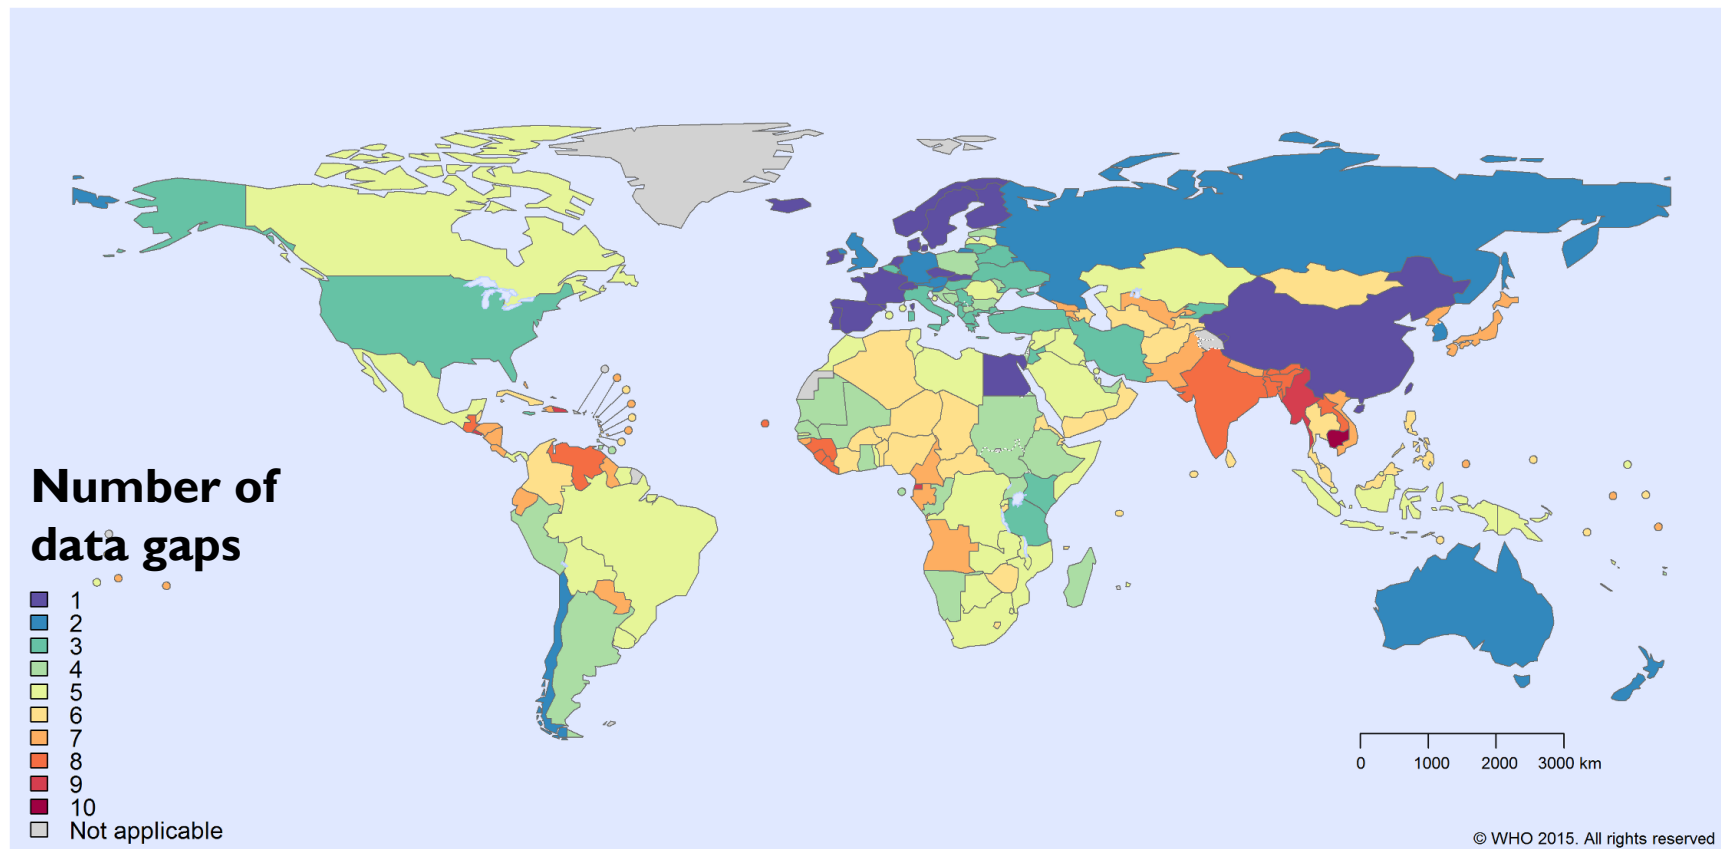 Number of
data gaps
1
2
3
4
5
6
7
8
9
10
Not applicable
0 1000 2000 3000 km
© WHO 2015. All rights reserved